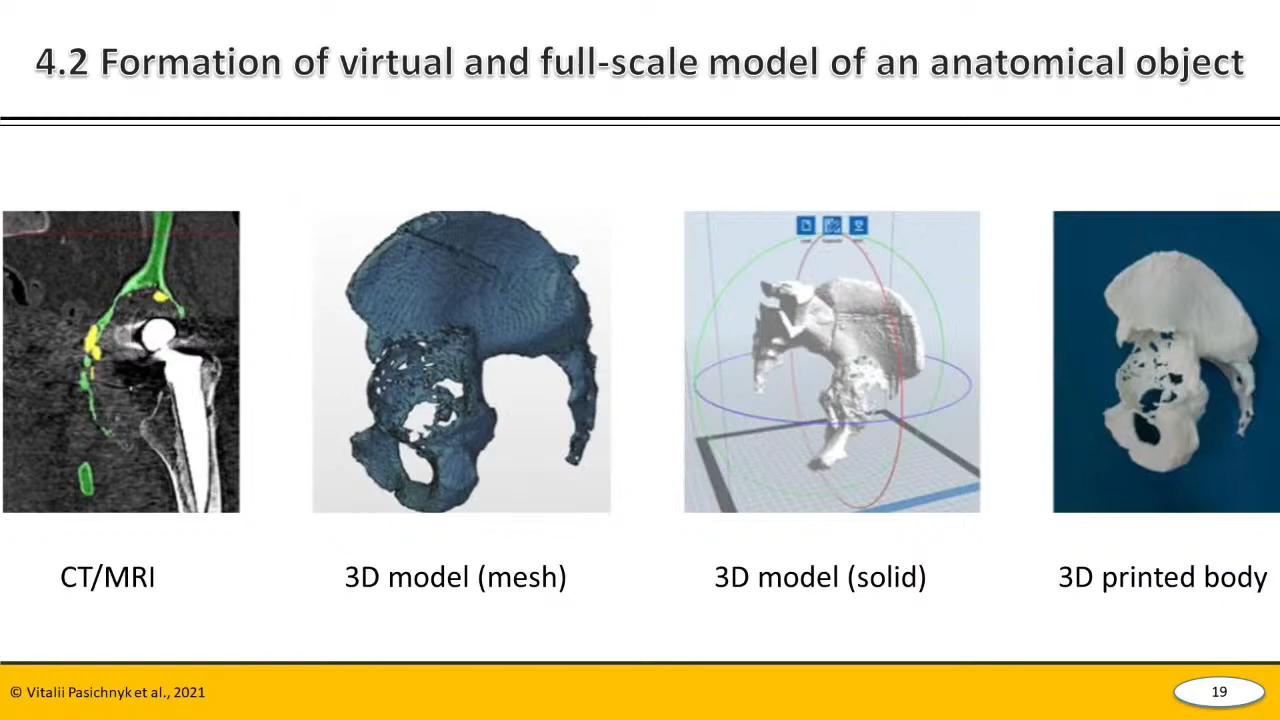 4.2 Formation of virtual and full-scale model of an anatomical object
CT/MRI
3D model (mesh)
3D model (solid)
3D printed body
© Vitalii Pasichnyk et al., 2021
19